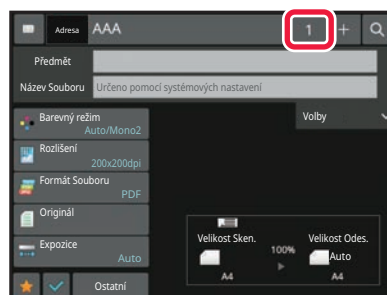 Adresa AAA 1 +
Předmět
Název Souboru Určeno pomocí systémových nastavení
Barevný režim
Auto/Mono2
Volby
Rozlišení
200x200dpi
Formát Souboru
PDF
Originál
Expozice
Auto
Velikost Sken. 100% Velikost Odes.
Auto
A4 A4
Ostatní